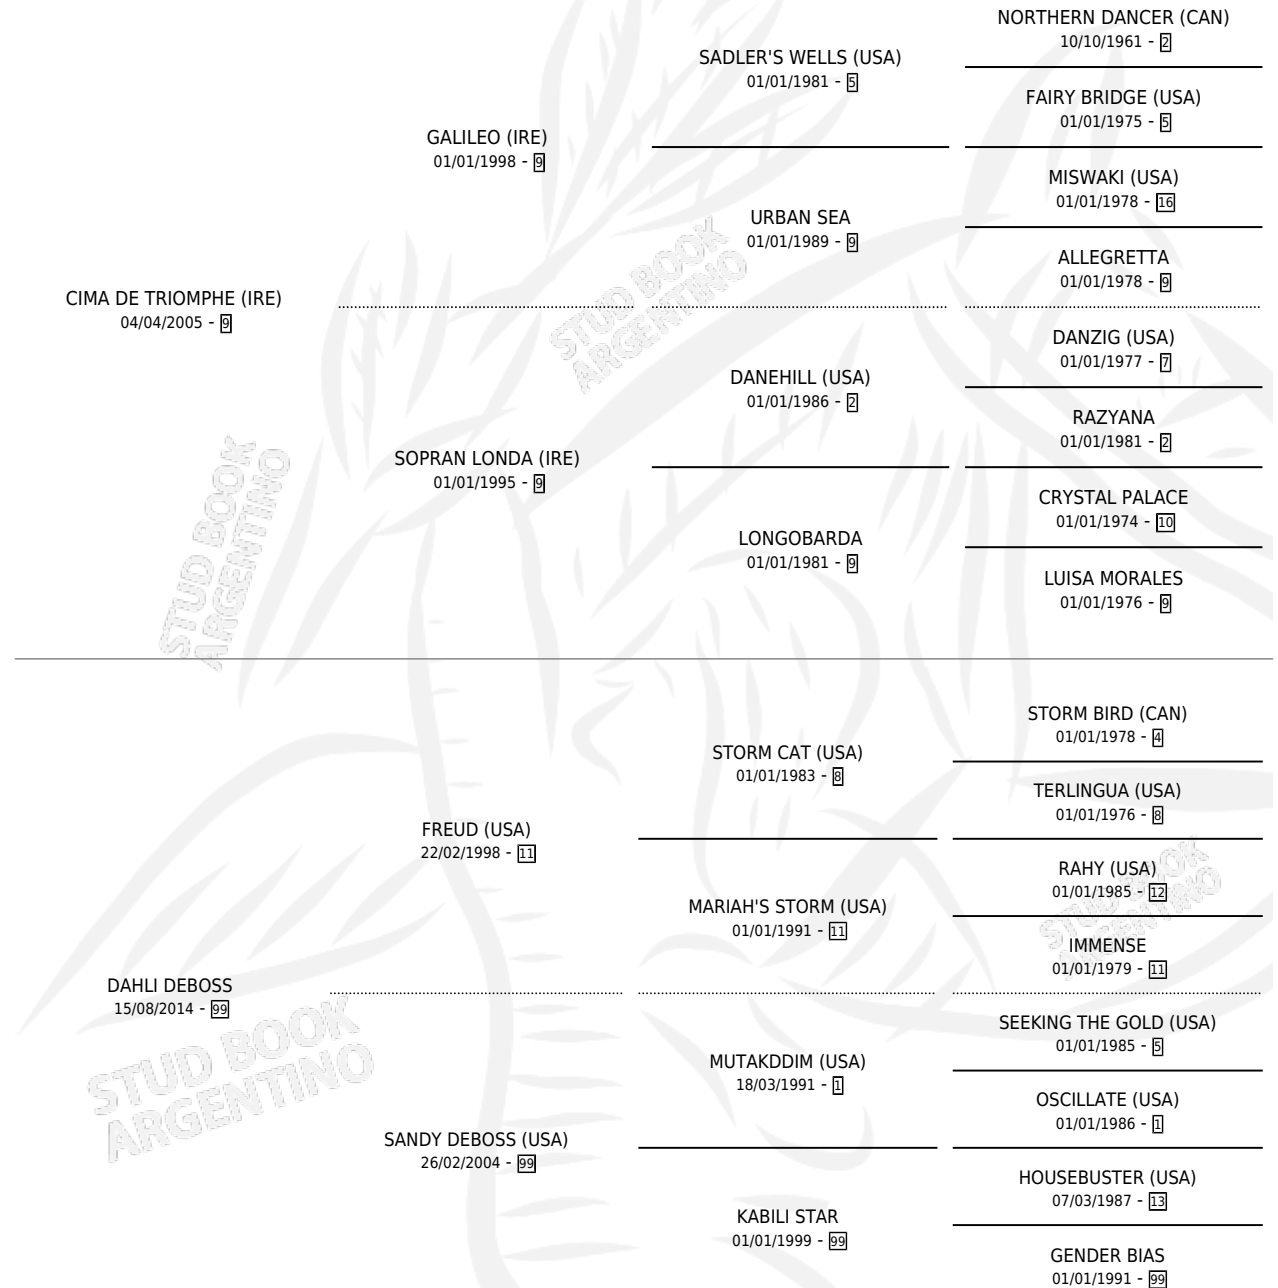 NORTHERN DANCER (CAN)
10/10/1961 - 2
SADLER'S WELLS (USA)
01/01/1981 - 5
FAIRY BRIDGE (USA)
01/01/1975 - 5
GALILEO (IRE)
01/01/1998 - 9
MISWAKI (USA)
01/01/1978 - 16
URBAN SEA
01/01/1989 - 9
ALLEGRETTA
01/01/1978 - 9
CIMA DE TRIOMPHE (IRE)
04/04/2005 - 9
STUD BOOK
ARGENTINO
DANZIG (USA)
01/01/1977 - 7
DANEHILL (USA)
01/01/1986 - 2
RAZYANA
01/01/1981 - 2
SOPRAN LONDA (IRE)
01/01/1995 - 9
CRYSTAL PALACE
01/01/1974 - 10
LONGOBARDA
01/01/1981 - 9
LUISA MORALES
01/01/1976 - 9
STUD BOOK
ARGENTINO
STORM BIRD (CAN)
01/01/1978 - 4
STORM CAT (USA)
01/01/1983 - 8
TERLINGUA (USA)
01/01/1976 - 8
FREUD (USA)
22/02/1998 - 11
RAHY (USA)
01/01/1985 - 12
MARIAH'S STORM (USA)
01/01/1991 - 11
STUD BOOK
ARGENTINO
IMMENSE
01/01/1979 - 11
DAHLI DEBOSS
15/08/2014 - 99
SEEKING THE GOLD (USA)
01/01/1985 - 5
MUTAKDDIM (USA)
18/03/1991 - 1
STUD BOOK
ARGENTINO
OSCILLATE (USA)
01/01/1986 - 1
SANDY DEBOSS (USA)
26/02/2004 - 99
HOUSEBUSTER (USA)
07/03/1987 - 13
KABILI STAR
01/01/1999 - 99
GENDER BIAS
01/01/1991 - 99